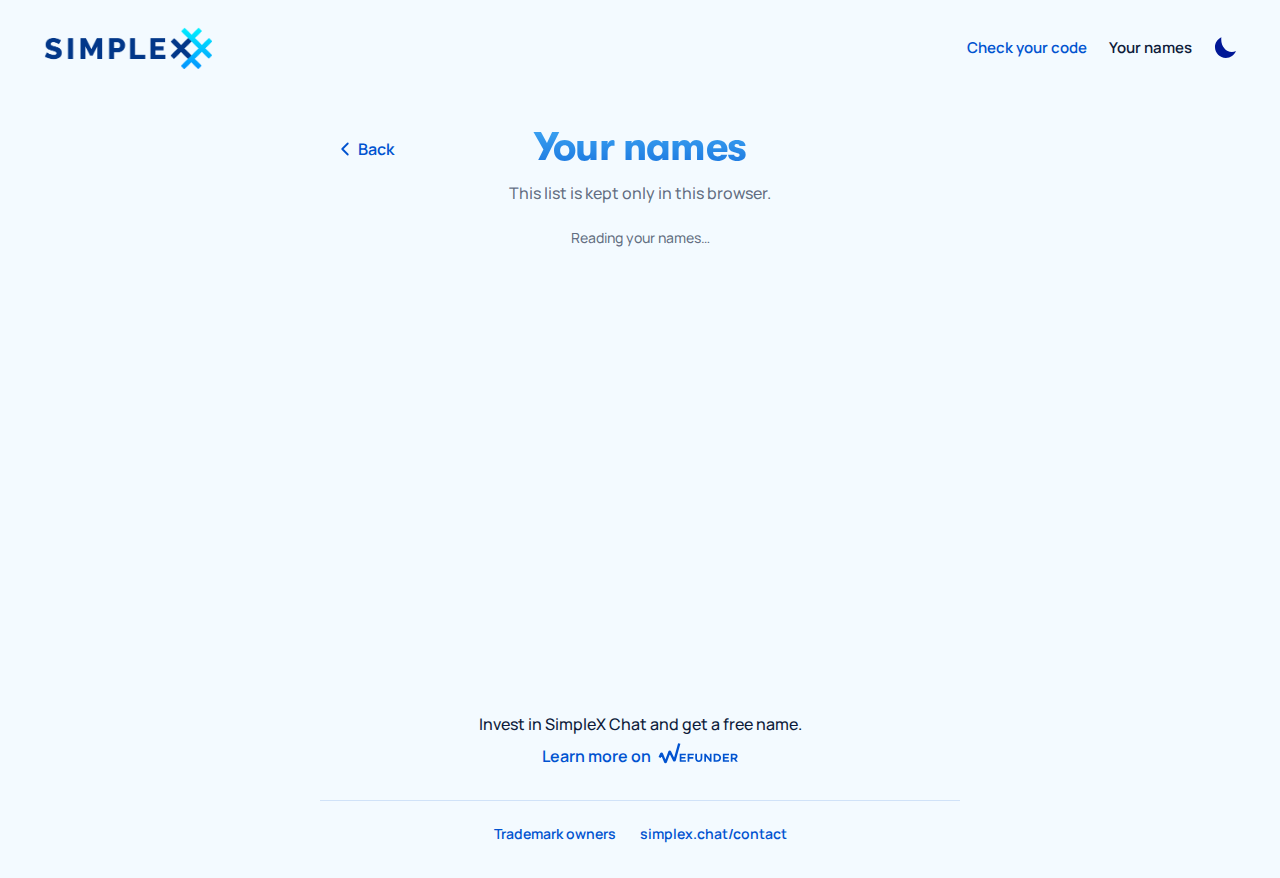 SIMPLEX
Check your code
Your names
Back
Your names
This list is kept only in this browser.
Reading your names…
Invest in SimpleX Chat and get a free name.
Learn more on WEFUNDER
Trademark owners
simplex.chat/contact